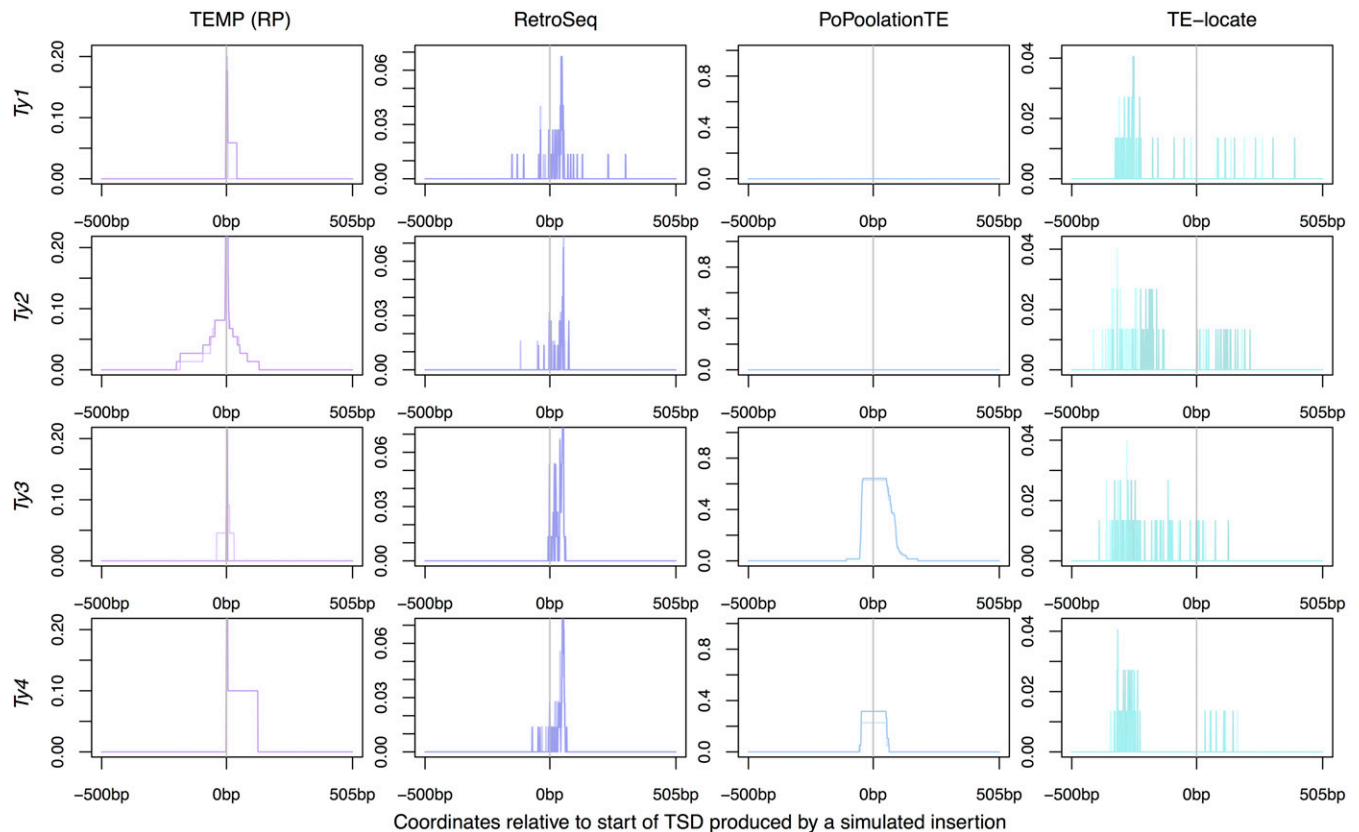 TEMP (RP) RetroSeq PoPoolationTE TE-locate
Ty1
0.00 0.10 0.20
0.00 0.03 0.06
0.0 0.4 0.8
0.00 0.02 0.04
−500bp 0bp 505bp −500bp 0bp 505bp −500bp 0bp 505bp −500bp 0bp 505bp
Ty2
0.00 0.10 0.20
0.00 0.03 0.06
0.0 0.4 0.8
0.00 0.02 0.04
−500bp 0bp 505bp −500bp 0bp 505bp −500bp 0bp 505bp −500bp 0bp 505bp
Ty3
0.00 0.10 0.20
0.00 0.03 0.06
0.0 0.4 0.8
0.00 0.02 0.04
−500bp 0bp 505bp −500bp 0bp 505bp −500bp 0bp 505bp −500bp 0bp 505bp
Ty4
0.00 0.10 0.20
0.00 0.03 0.06
0.0 0.4 0.8
0.00 0.02 0.04
−500bp 0bp 505bp −500bp 0bp 505bp −500bp 0bp 505bp −500bp 0bp 505bp
Coordinates relative to start of TSD produced by a simulated insertion